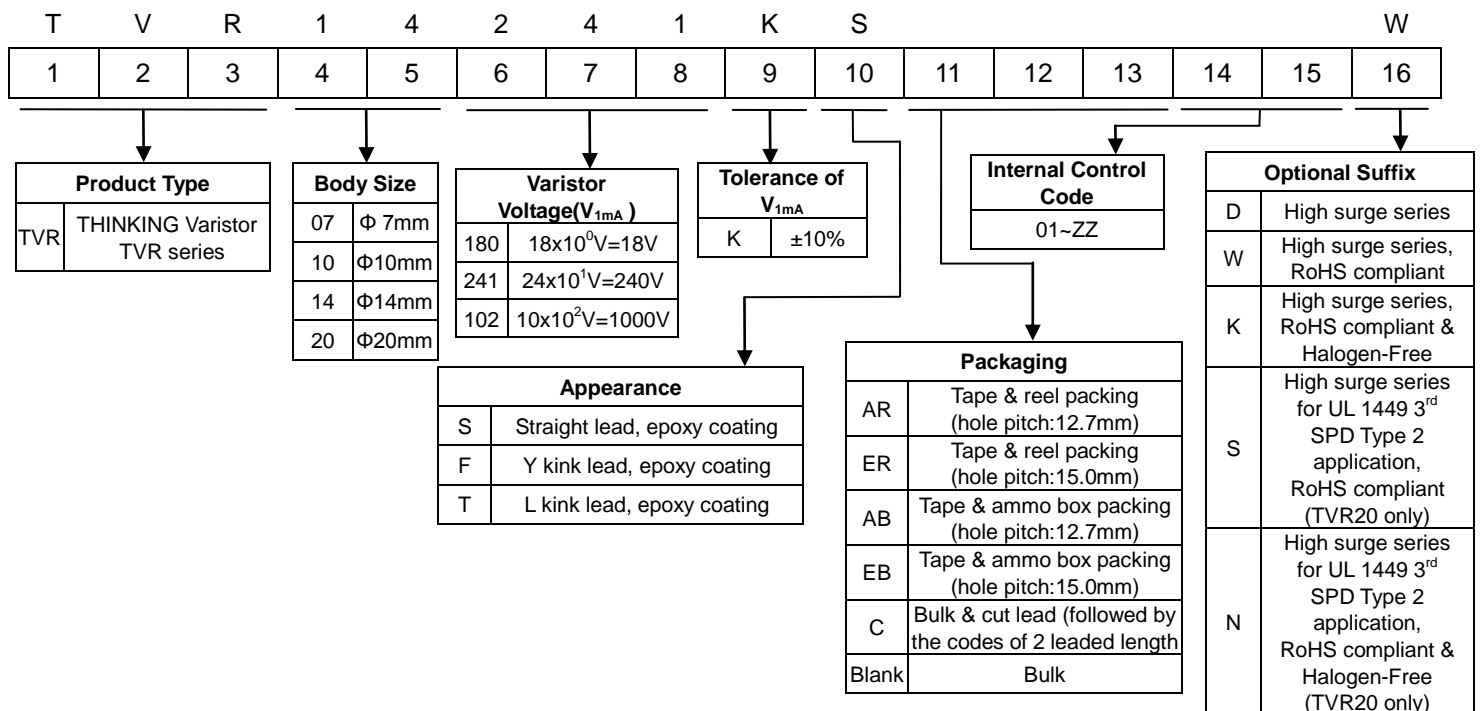 T V R 1 4 2 4 1 K S W
1 2 3 4 5 6 7 8 9 10 11 12 13 14 15 16
Product Type
TVR THINKING Varistor
TVR series
Body Size
07 Φ 7mm
10 Φ10mm
14 Φ14mm
20 Φ20mm
Varistor
Voltage(V1mA )
180 18x10⁰V=18V
241 24x10¹V=240V
102 10x10²V=1000V
Tolerance of
V1mA
K ±10%
Internal Control
Code
01~ZZ
Appearance
S Straight lead, epoxy coating
F Y kink lead, epoxy coating
T L kink lead, epoxy coating
Packaging
AR Tape & reel packing
(hole pitch:12.7mm)
ER Tape & reel packing
(hole pitch:15.0mm)
AB Tape & ammo box packing
(hole pitch:12.7mm)
EB Tape & ammo box packing
(hole pitch:15.0mm)
C Bulk & cut lead (followed by
the codes of 2 leaded length
Blank Bulk
Optional Suffix
D High surge series
W High surge series,
RoHS compliant
K High surge series,
RoHS compliant &
Halogen-Free
S High surge series
for UL 1449 3rd
SPD Type 2
application,
RoHS compliant
(TVR20 only)
N High surge series
for UL 1449 3rd
SPD Type 2
application,
RoHS compliant &
Halogen-Free
(TVR20 only)